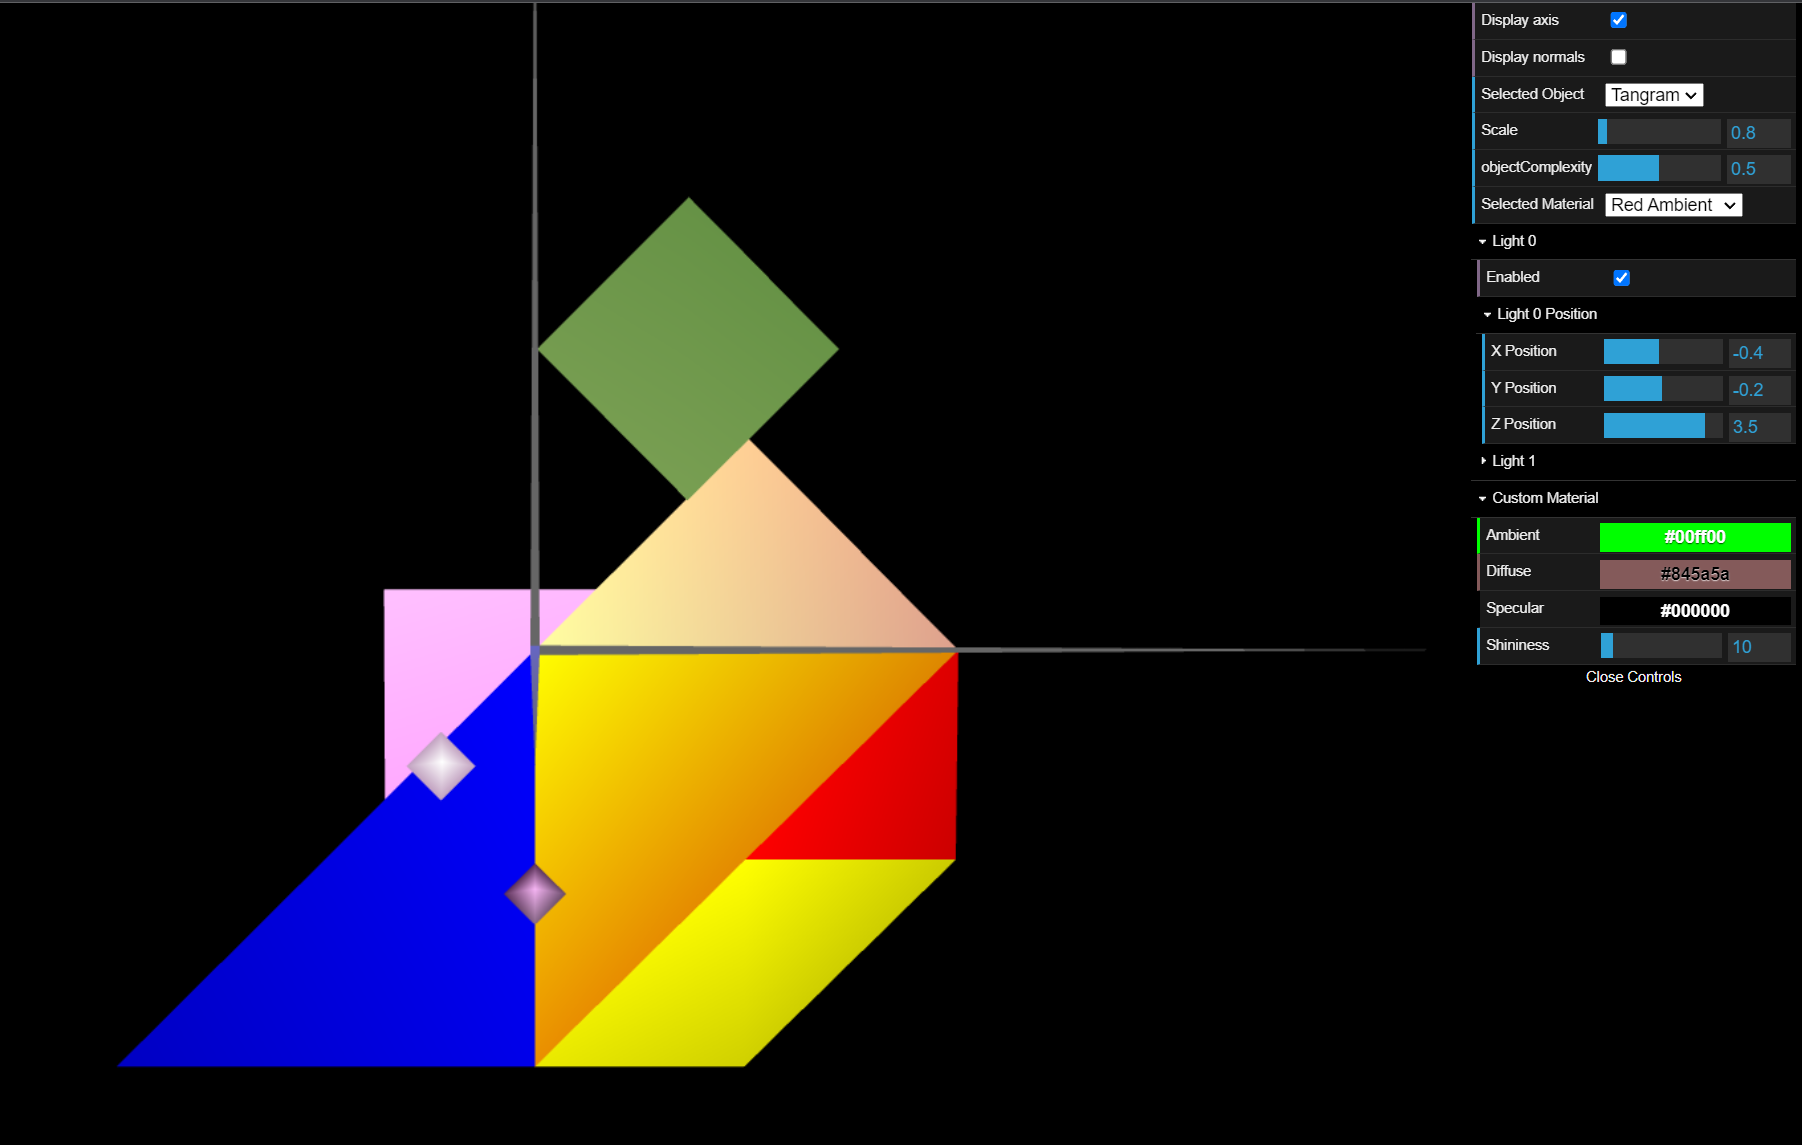 Display axis
Display normals
Selected Object Tangram
Scale 0.8
objectComplexity 0.5
Selected Material Red Ambient
Light 0
Enabled
Light 0 Position
X Position -0.4
Y Position -0.2
Z Position 3.5
Light 1
Custom Material
Ambient #00ff00
Diffuse #845a5a
Specular #000000
Shininess 10
Close Controls